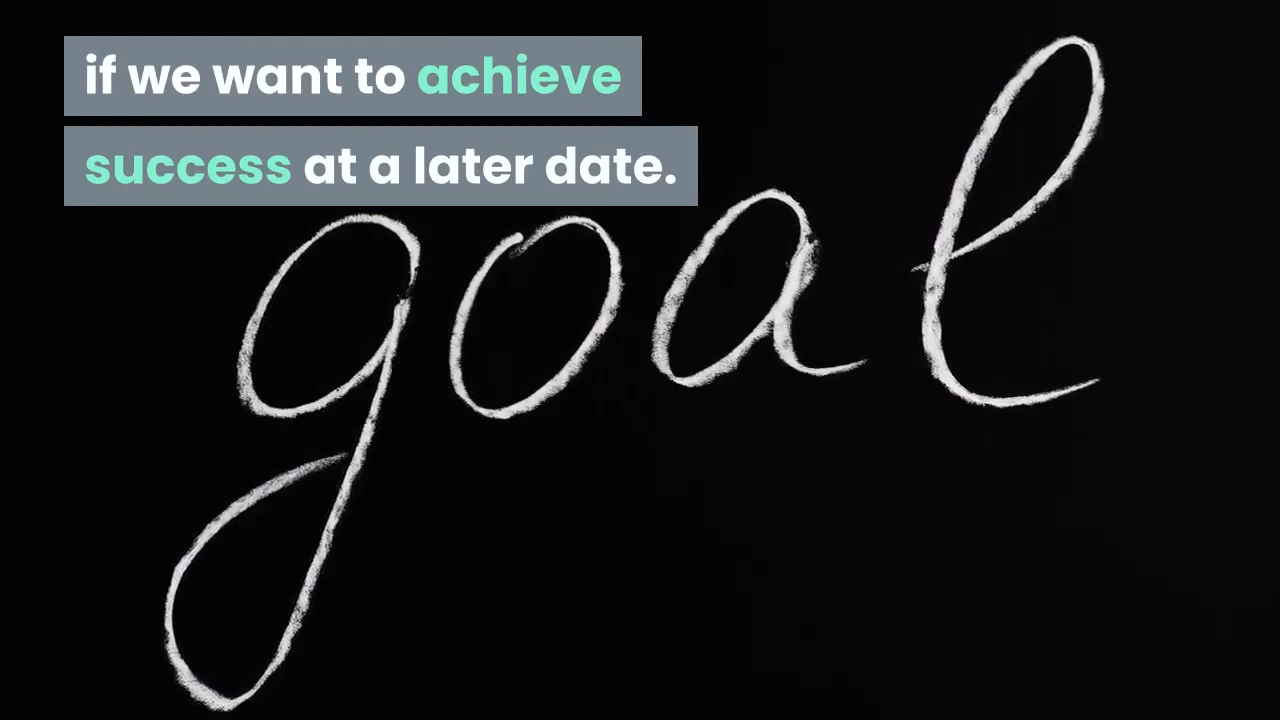 if we want to achieve
success at a later date.
goal